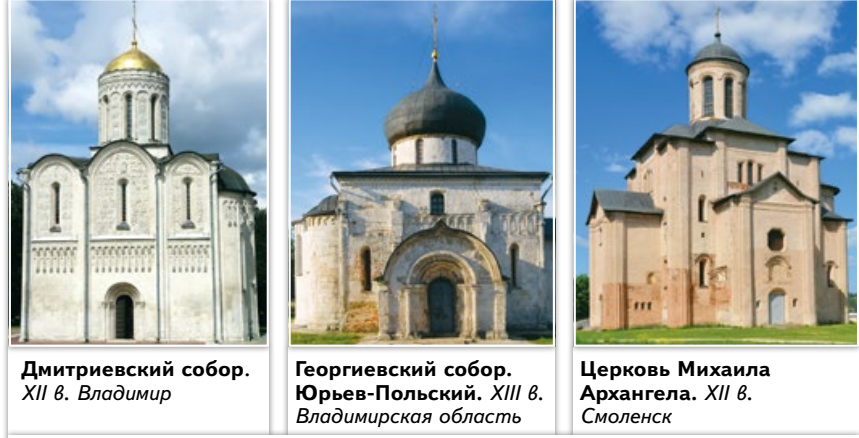 Дмитриевский собор.
XII в. Владимир
Георгиевский собор.
Юрьев-Польский. XIII в.
Владимирская область
Церковь Михаила
Архангела. XII в.
Смоленск